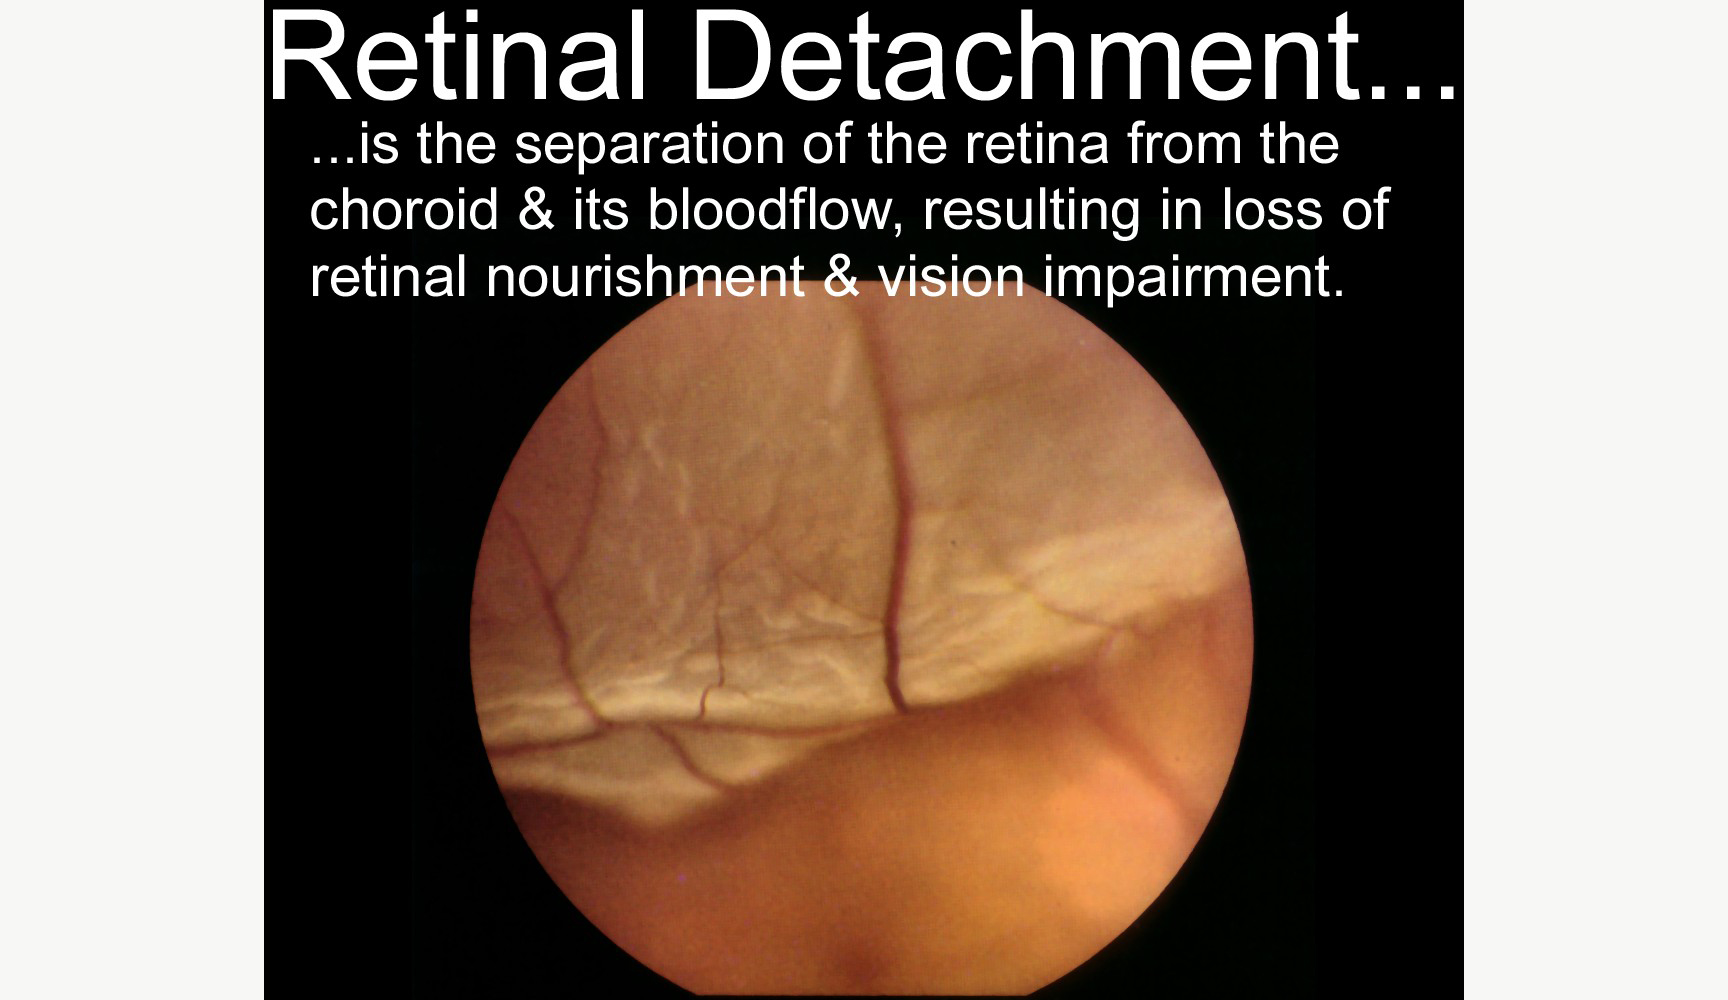 Retinal Detachment...
...is the separation of the retina from the
choroid & its bloodflow, resulting in loss of
retinal nourishment & vision impairment.